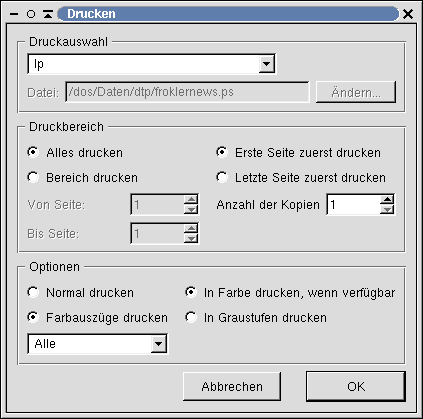 Drucken
Druckauswahl
lp
Datei: /dos/Daten/dtp/froklernews.ps Ändern...
Druckbereich
Alles drucken Erste Seite zuerst drucken
Bereich drucken Letzte Seite zuerst drucken
Von Seite: 1 Anzahl der Kopien 1
Bis Seite: 1
Optionen
Normal drucken In Farbe drucken, wenn verfügbar
Farbauszüge drucken In Graustufen drucken
Alle
Abbrechen OK